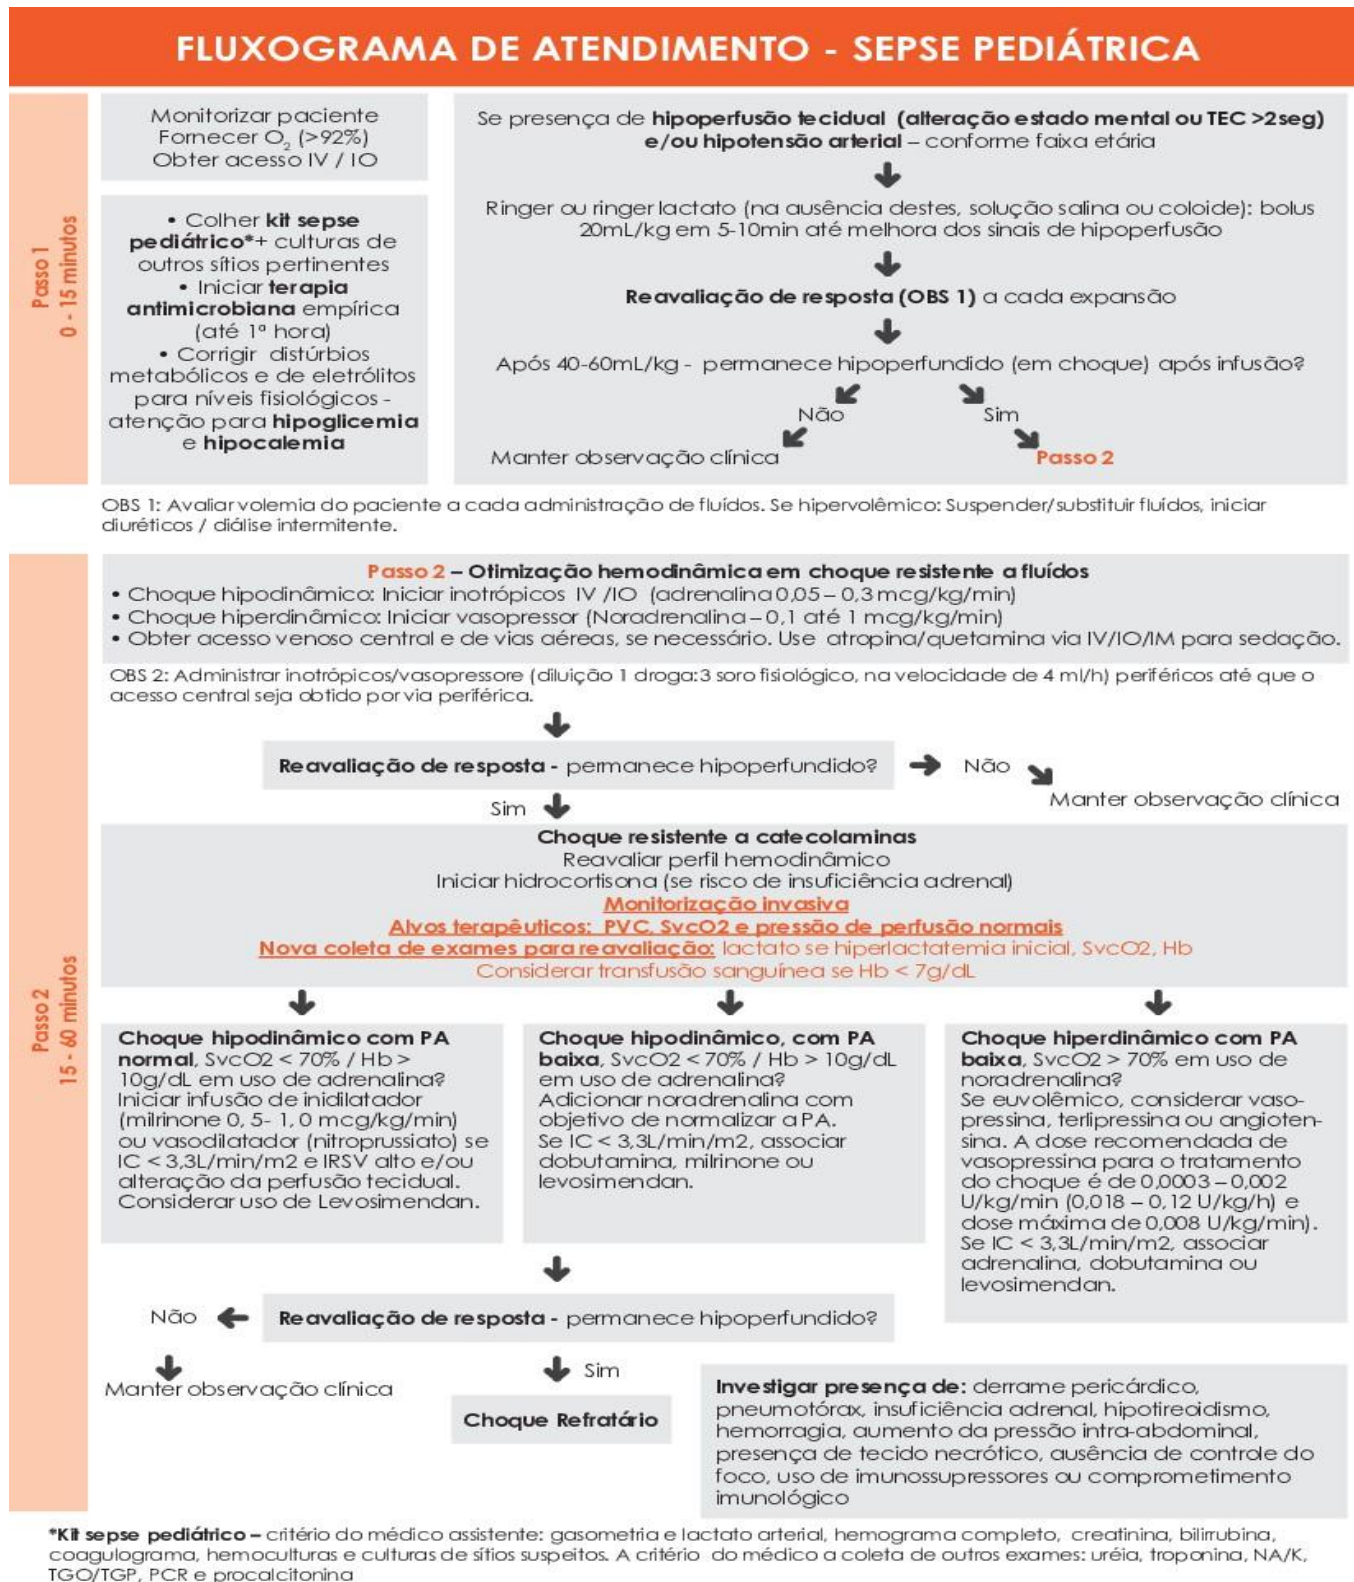 FLUXOGRAMA DE ATENDIMENTO - SEPSE PEDIÁTRICA
Passo 1
0 - 15 minutos
Monitorizar paciente
Fornecer O2 (>92%)
Obter acesso IV / IO
• Colher kit sepse
pediátrico*+ culturas de
outros sítios pertinentes
• Iniciar terapia
antimicrobiana empírica
(até 1ª hora)
• Corrigir distúrbios
metabólicos e de eletrólitos
para níveis fisiológicos -
atenção para hipoglicemia
e hipocalemia
Se presença de hipoperfusão tecidual (alteração estado mental ou TEC >2seg)
e/ou hipotensão arterial – conforme faixa etária
Ringer ou ringer lactato (na ausência destes, solução salina ou coloide): bolus
20mL/kg em 5-10min até melhora dos sinais de hipoperfusão
Reavaliação de resposta (OBS 1) a cada expansão
Após 40-60mL/kg - permanece hipoperfundido (em choque) após infusão?
Não
Sim
Manter observação clínica
Passo 2
OBS 1: Avaliar volemia do paciente a cada administração de fluídos. Se hipervolêmico: Suspender/substituir fluídos, iniciar
diuréticos / diálise intermitente.
Passo 2
15 - 60 minutos
Passo 2 – Otimização hemodinâmica em choque resistente a fluídos
• Choque hipodinâmico: Iniciar inotrópicos IV /IO (adrenalina 0,05 – 0,3 mcg/kg/min)
• Choque hiperdinâmico: Iniciar vasopressor (Noradrenalina – 0,1 até 1 mcg/kg/min)
• Obter acesso venoso central e de vias aéreas, se necessário. Use atropina/quetamina via IV/IO/IM para sedação.
OBS 2: Administrar inotrópicos/vasopressore (diluição 1 droga:3 soro fisiológico, na velocidade de 4 ml/h) periféricos até que o
acesso central seja obtido por via periférica.
Reavaliação de resposta - permanece hipoperfundido?
Não
Manter observação clínica
Sim
Choque resistente a catecolaminas
Reavaliar perfil hemodinâmico
Iniciar hidrocortisona (se risco de insuficiência adrenal)
Monitorização invasiva
Alvos terapêuticos: PVC, SvcO2 e pressão de perfusão normais
Nova coleta de exames para reavaliação: lactato se hiperlactatemia inicial, SvcO2, Hb
Considerar transfusão sanguínea se Hb < 7g/dL
Choque hipodinâmico com PA
normal, SvcO2 < 70% / Hb >
10g/dL em uso de adrenalina?
Iniciar infusão de inidilatador
(milrinone 0, 5- 1, 0 mcg/kg/min)
ou vasodilatador (nitroprussiato) se
IC < 3,3L/min/m2 e IRSV alto e/ou
alteração da perfusão tecidual.
Considerar uso de Levosimendan.
Choque hipodinâmico, com PA
baixa, SvcO2 < 70% / Hb > 10g/dL
em uso de adrenalina?
Adicionar noradrenalina com
objetivo de normalizar a PA.
Se IC < 3,3L/min/m2, associar
dobutamina, milrinone ou
levosimendan.
Choque hiperdinâmico com PA
baixa, SvcO2 > 70% em uso de
noradrenalina?
Se euvolêmico, considerar vaso-
pressina, terlipressina ou angioten-
sina. A dose recomendada de
vasopressina para o tratamento
do choque é de 0,0003 – 0,002
U/kg/min (0,018 – 0,12 U/kg/h) e
dose máxima de 0,008 U/kg/min).
Se IC < 3,3L/min/m2, associar
adrenalina, dobutamina ou
levosimendan.
Não
Reavaliação de resposta - permanece hipoperfundido?
Manter observação clínica
Sim
Choque Refratário
Investigar presença de: derrame pericárdico,
pneumotórax, insuficiência adrenal, hipotireoidismo,
hemorragia, aumento da pressão intra-abdominal,
presença de tecido necrótico, ausência de controle do
foco, uso de imunossupressores ou comprometimento
imunológico
*Kit sepse pediátrico – critério do médico assistente: gasometria e lactato arterial, hemograma completo, creatinina, bilirrubina,
coagulograma, hemoculturas e culturas de sítios suspeitos. A critério do médico a coleta de outros exames: uréia, troponina, NA/K,
TGO/TGP, PCR e procalcitonina